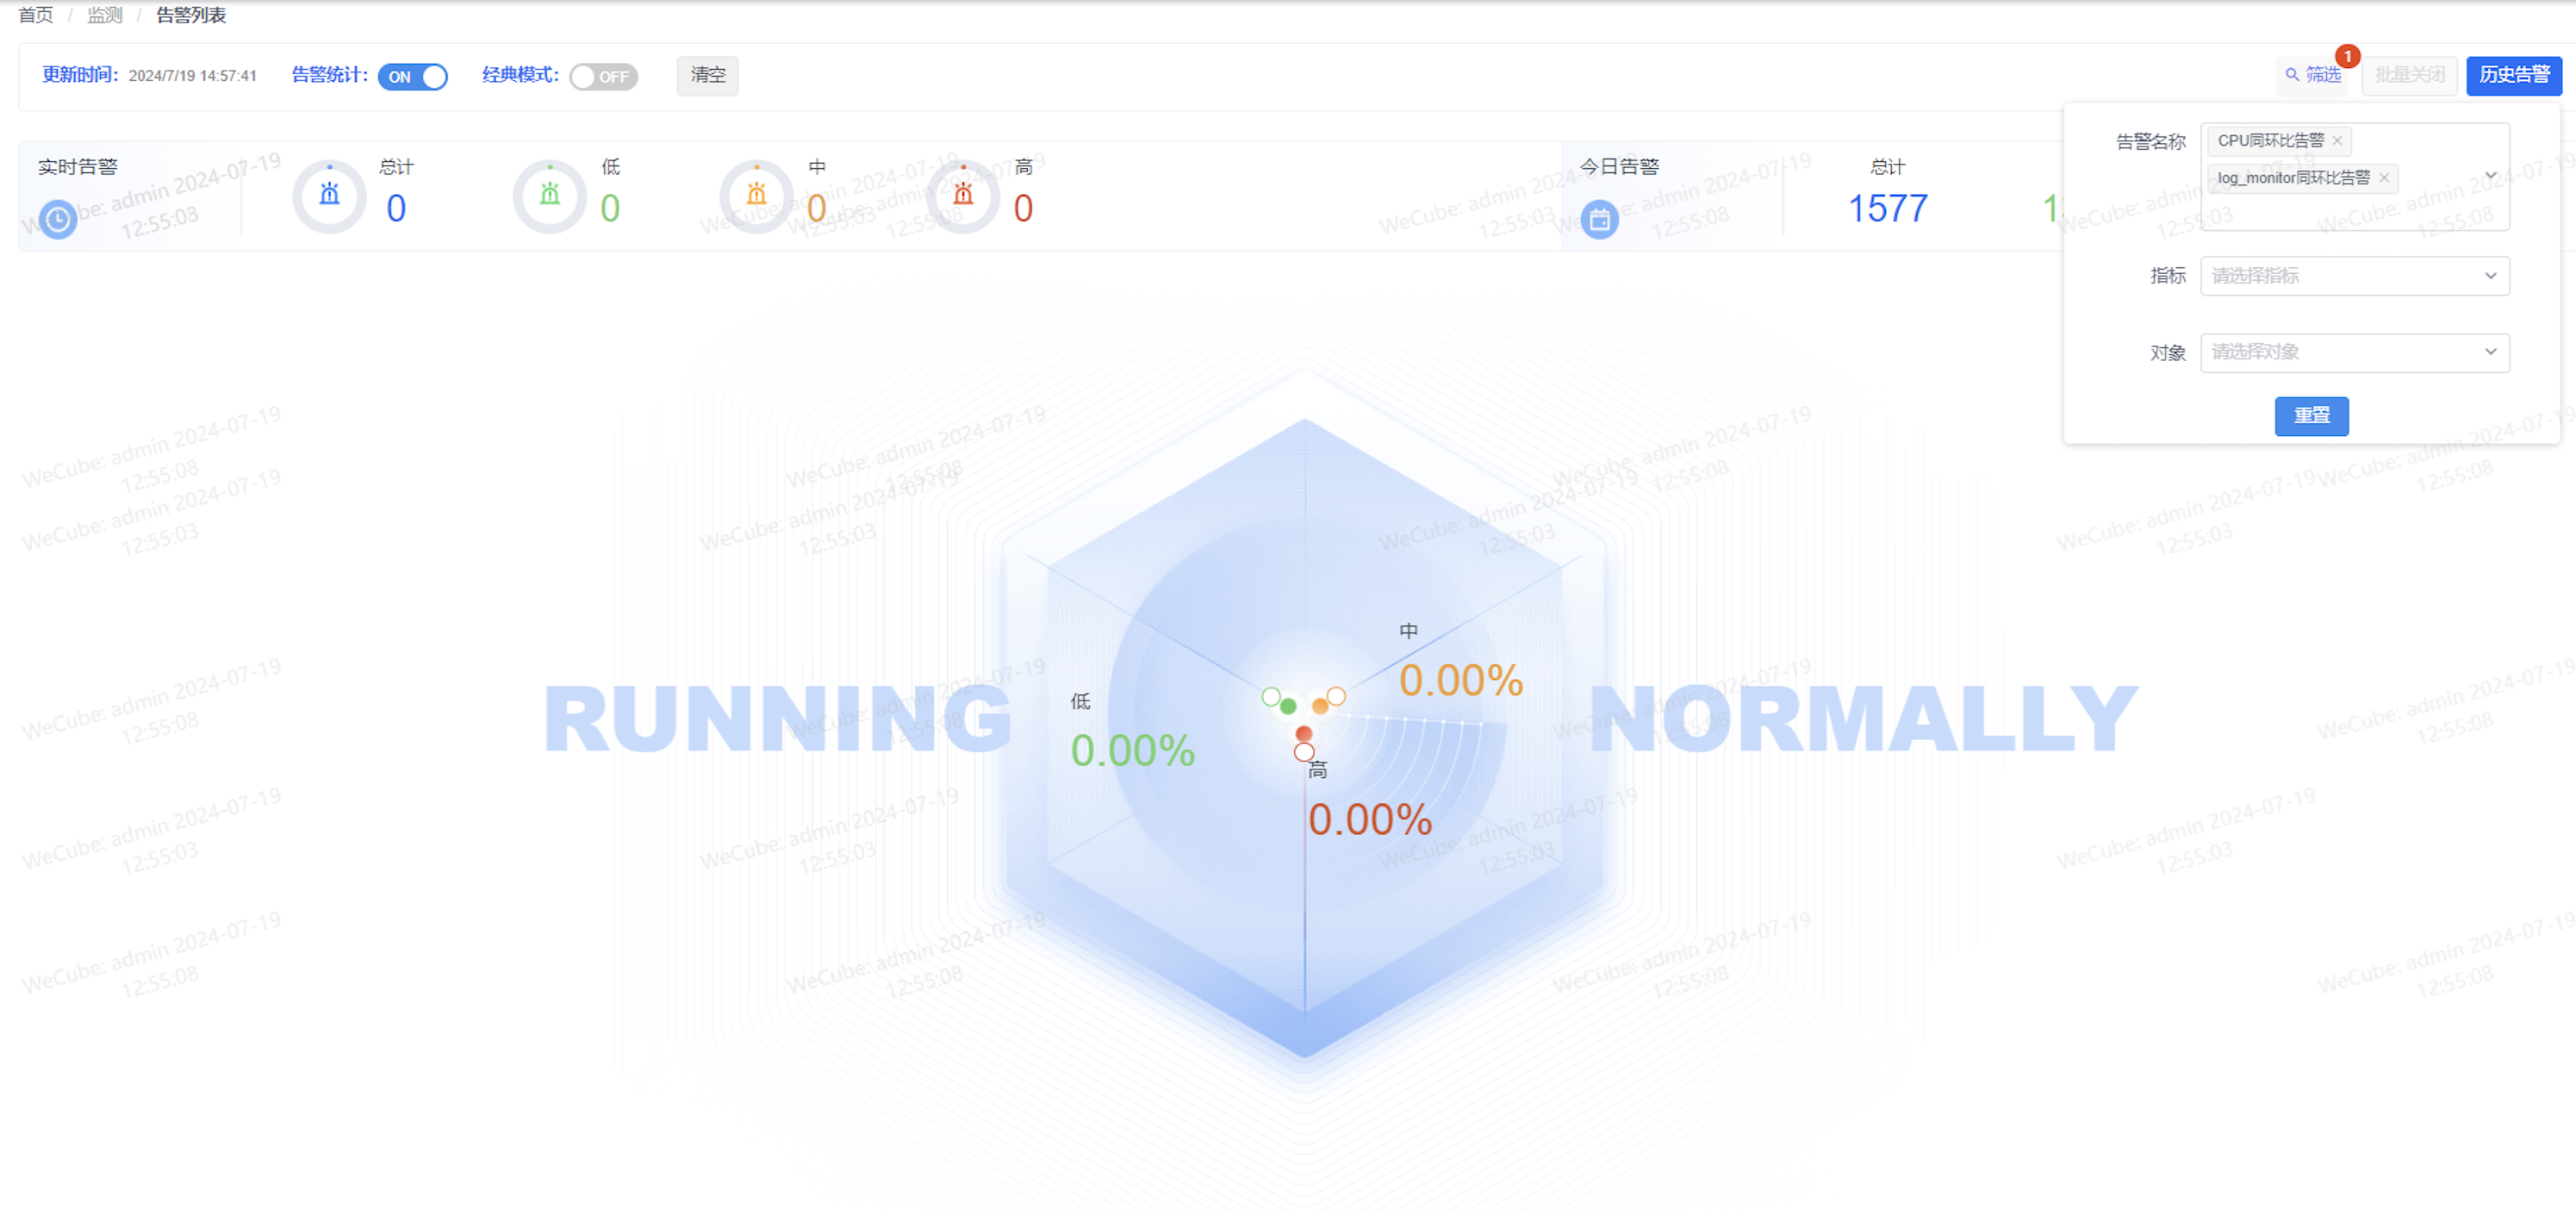 首页 / 监测 / 告警列表
更新时间: 2024/7/19 14:57:41 告警统计: ON 经典模式: OFF 清空 筛选 1 批量关闭 历史告警
实时告警 总计 0 低 0 中 0 高 0 今日告警 总计 1577
告警名称 CPU同环比告警 ×
log_monitor同环比告警 ×
指标 请选择指标
对象 请选择对象
重置
RUNNING NORMALLY
中
0.00%
低
0.00%
高
0.00%
WeCube: admin 2024-07-19
12:55:08
WeCube: admin 2024-07-19
12:55:03